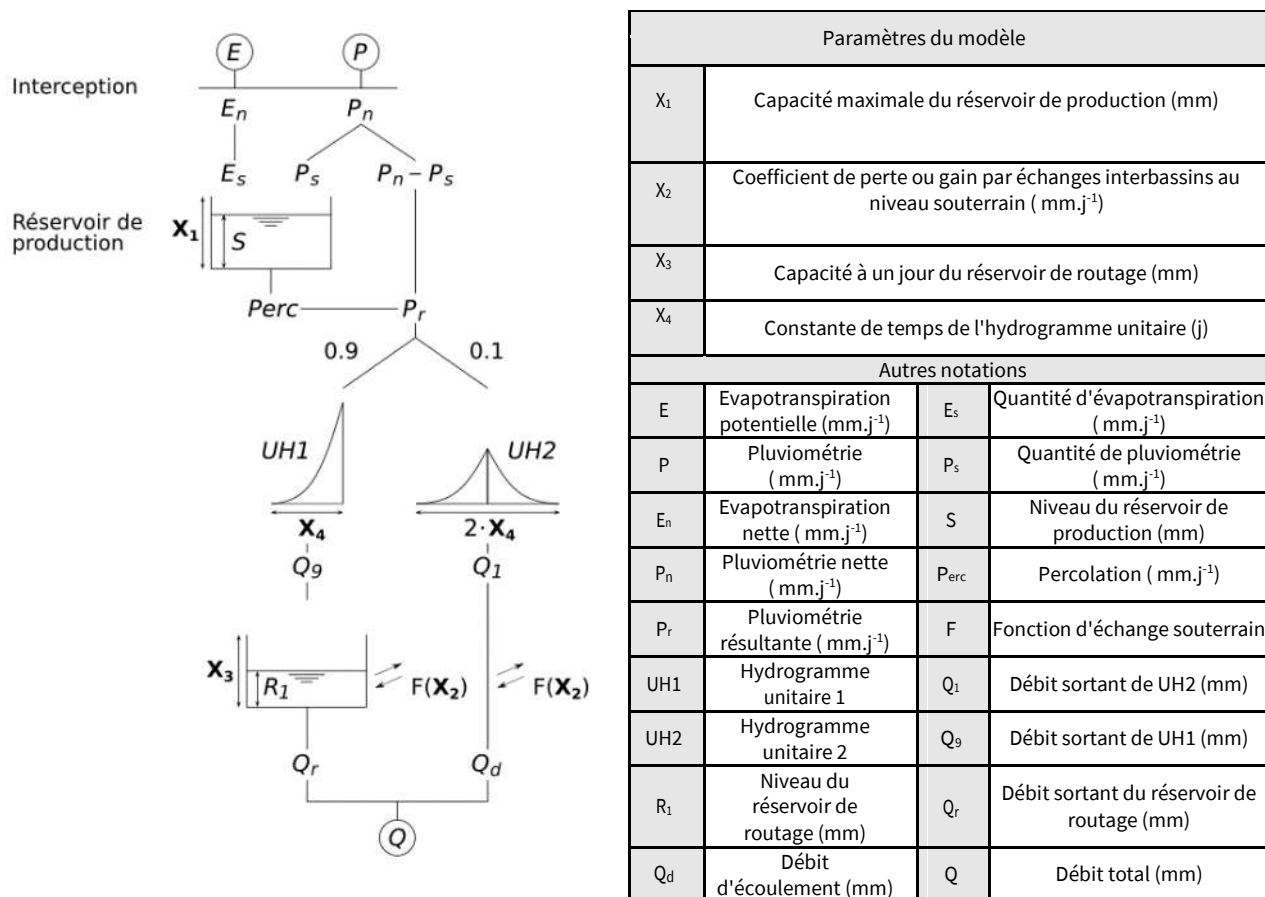 E P
Interception
Eₙ Pₙ
Eₛ Pₛ Pₙ – Pₛ
Réservoir de
production
X₁
S
Perc
Pᵣ
0.9 0.1
UH1 UH2
X₄ 2·X₄
Q₉ Q₁
X₃
R₁
F(X₂) F(X₂)
Qᵣ Q_d
Q
Paramètres du modèle
X₁ Capacité maximale du réservoir de production (mm)
X₂ Coefficient de perte ou gain par échanges interbassins au
niveau souterrain ( mm.j⁻¹)
X₃ Capacité à un jour du réservoir de routage (mm)
X₄ Constante de temps de l'hydrogramme unitaire (j)
Autres notations
E Evapotranspiration
potentielle (mm.j⁻¹)
Eₛ Quantité d'évapotranspiration
( mm.j⁻¹)
P Pluviométrie
( mm.j⁻¹)
Pₛ Quantité de pluviométrie
( mm.j⁻¹)
Eₙ Evapotranspiration
nette ( mm.j⁻¹)
S Niveau du réservoir de
production (mm)
Pₙ Pluviométrie nette
( mm.j⁻¹)
Pₑᵣ꜀ Percolation ( mm.j⁻¹)
Pᵣ Pluviométrie
résultante ( mm.j⁻¹)
F Fonction d'échange souterrain
UH1 Hydrogramme
unitaire 1
Q₁ Débit sortant de UH2 (mm)
UH2 Hydrogramme
unitaire 2
Q₉ Débit sortant de UH1 (mm)
R₁ Niveau du
réservoir de
routage (mm)
Qᵣ Débit sortant du réservoir de
routage (mm)
Q_d Débit
d'écoulement (mm)
Q Débit total (mm)